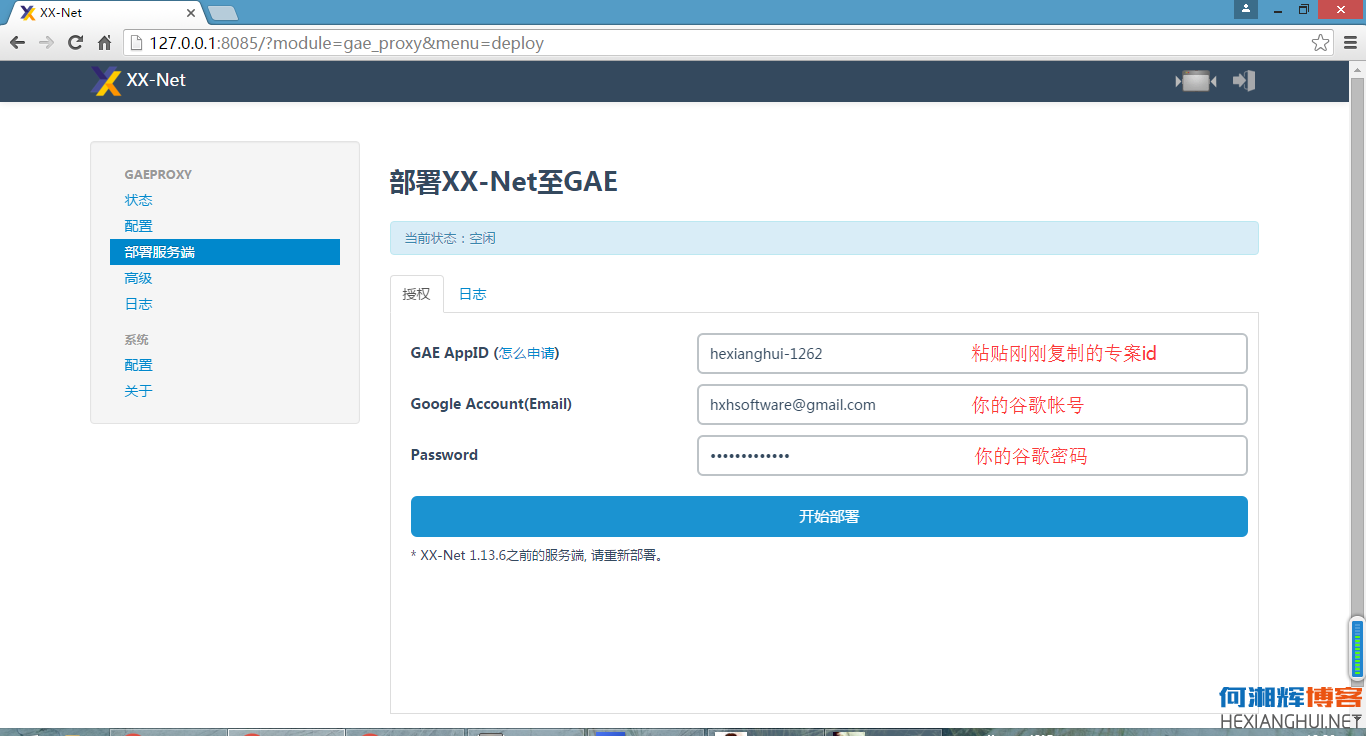 XX-Net
127.0.0.1:8085/?module=gae_proxy&menu=deploy
XX-Net
GAEPROXY
状态
配置
部署服务端
高级
日志
系统
配置
关于
部署XX-Net至GAE
当前状态：空闲
授权 日志
GAE AppID (怎么申请) hexianghui-1262 粘贴刚刚复制的专案id
Google Account(Email) hxhsoftware@gmail.com 你的谷歌帐号
Password ••••••••••••• 你的谷歌密码
开始部署
* XX-Net 1.13.6之前的服务端, 请重新部署。
何湘辉博客
HEXIANGHUI.NET